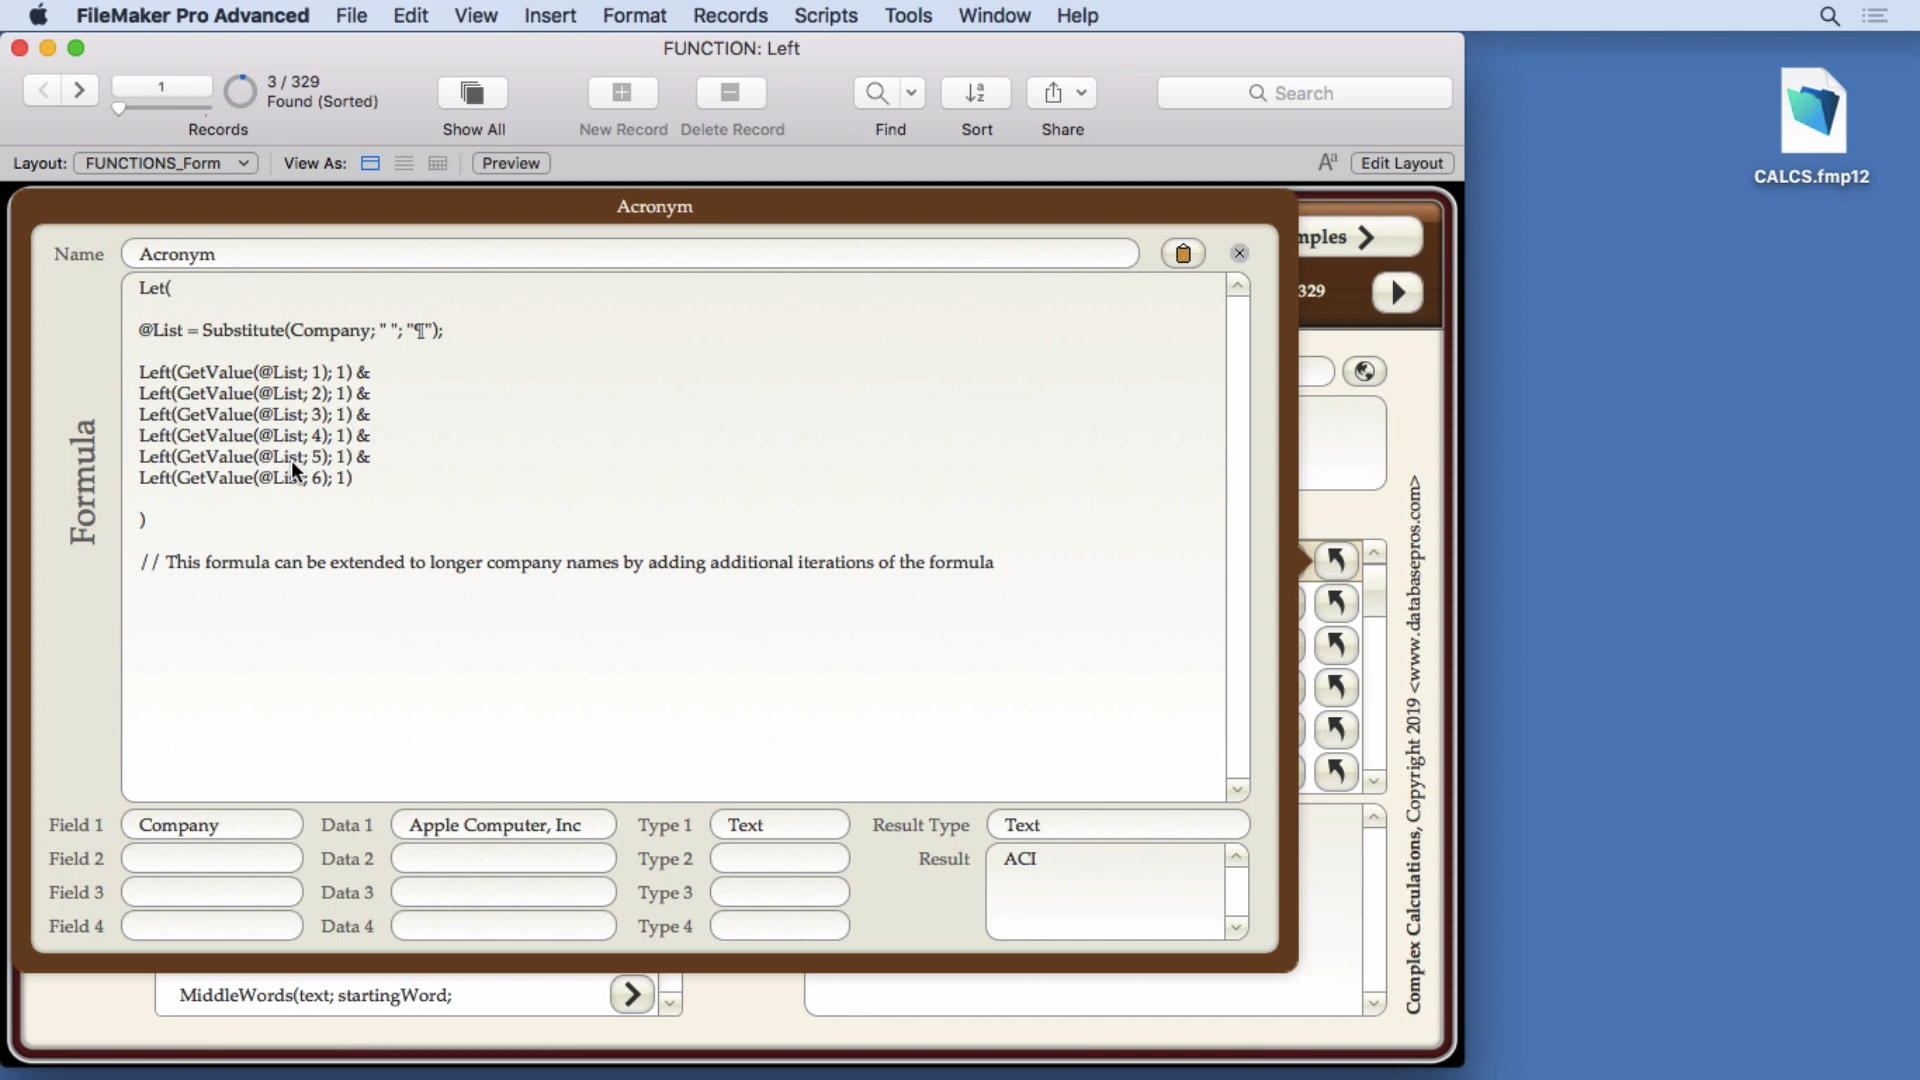 FileMaker Pro Advanced File Edit View Insert Format Records Scripts Tools Window Help
FUNCTION: Left
1
3 / 329
Found (Sorted)
Records
Show All
New Record
Delete Record
Find
Sort
Share
Search
Layout: FUNCTIONS_Form
View As:
Preview
Aa
Edit Layout
CALCS.fmp12
Acronym
mples
329
Name
Acronym
Formula
Let(
@List = Substitute(Company; " "; "¶");
Left(GetValue(@List; 1); 1) &
Left(GetValue(@List; 2); 1) &
Left(GetValue(@List; 3); 1) &
Left(GetValue(@List; 4); 1) &
Left(GetValue(@List; 5); 1) &
Left(GetValue(@List; 6); 1)
)
// This formula can be extended to longer company names by adding additional iterations of the formula
Field 1 Company Data 1 Apple Computer, Inc Type 1 Text Result Type Text
Field 2 Data 2 Type 2 Result ACI
Field 3 Data 3 Type 3
Field 4 Data 4 Type 4
MiddleWords(text; startingWord;
Complex Calculations, Copyright 2019 <www.databasepros.com>